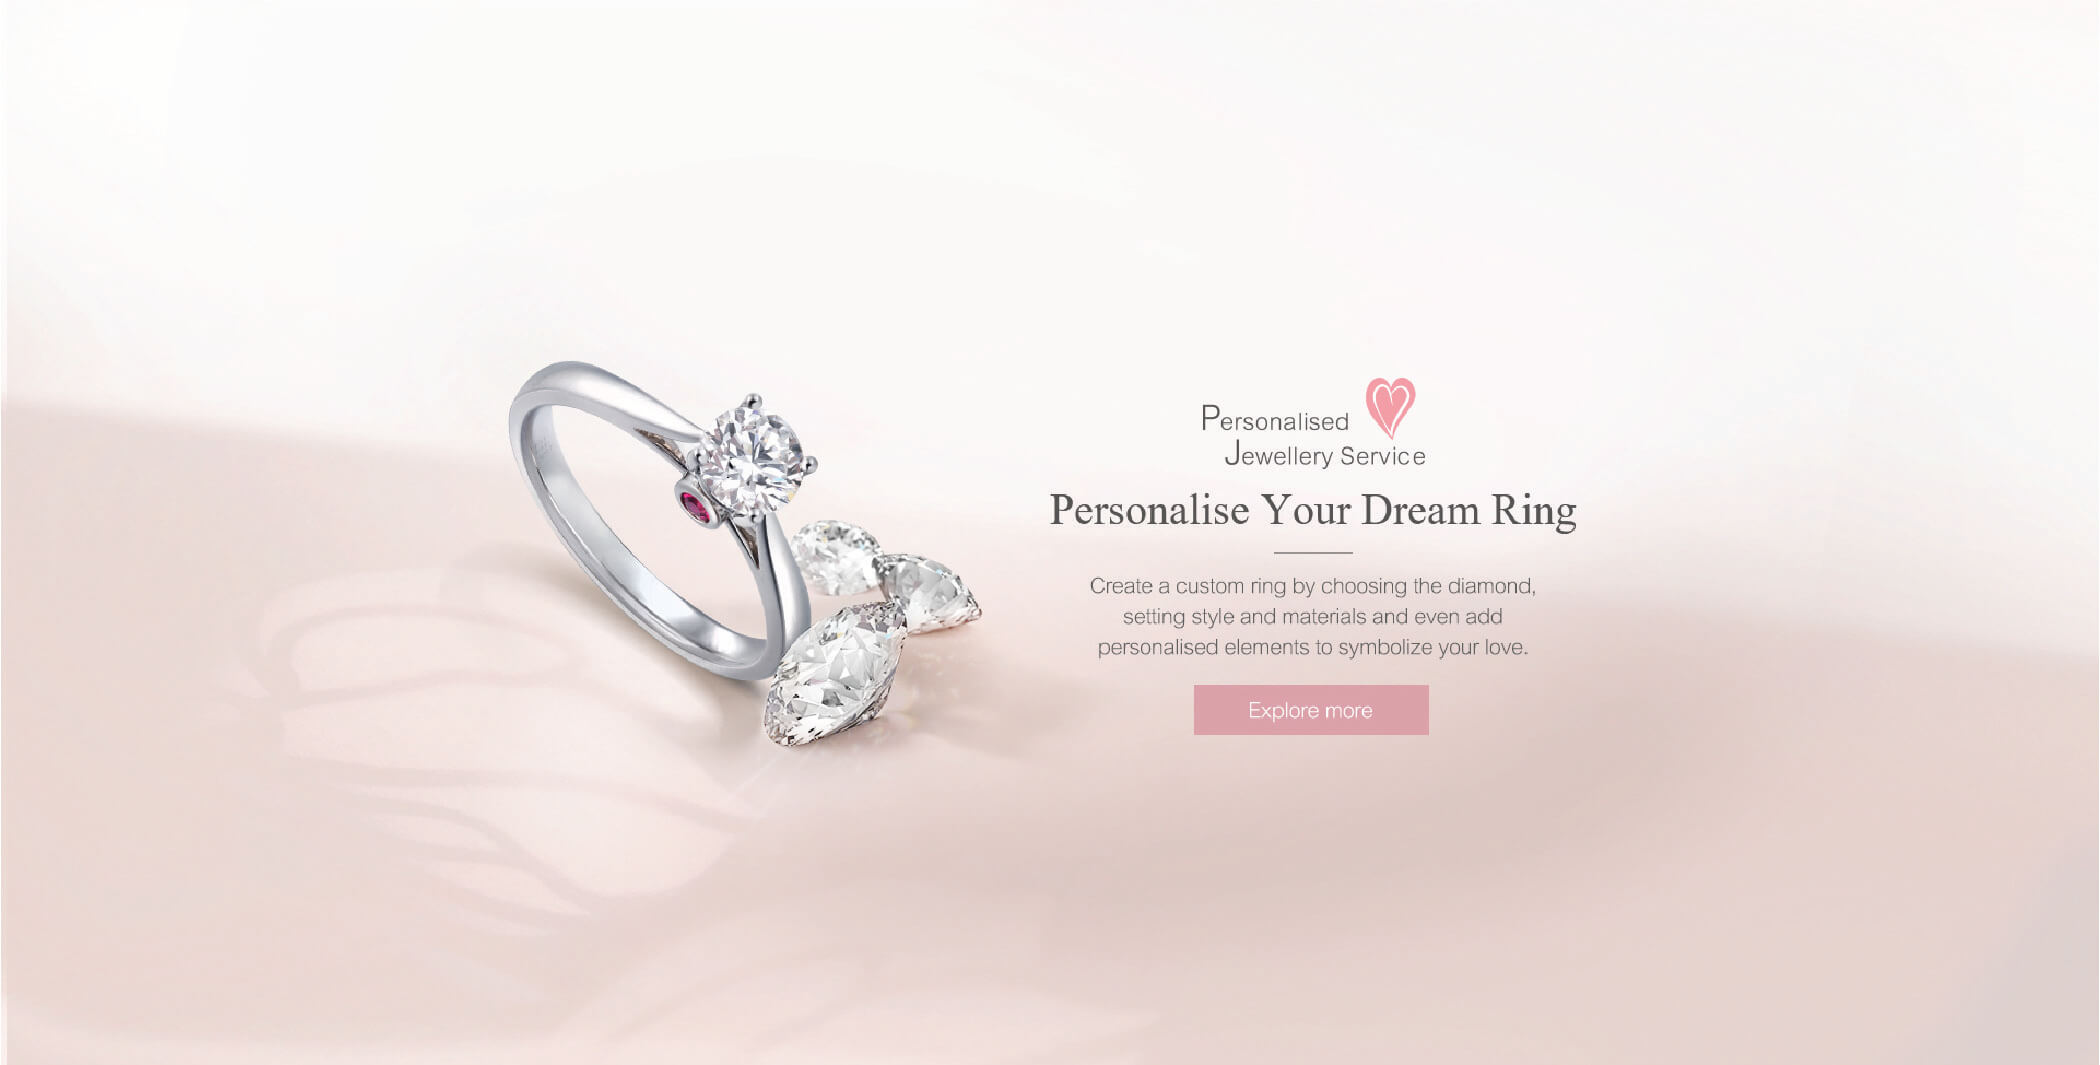 Personalised
Jewellery Service
Personalise Your Dream Ring
Create a custom ring by choosing the diamond,
setting style and materials and even add
personalised elements to symbolize your love.
Explore more